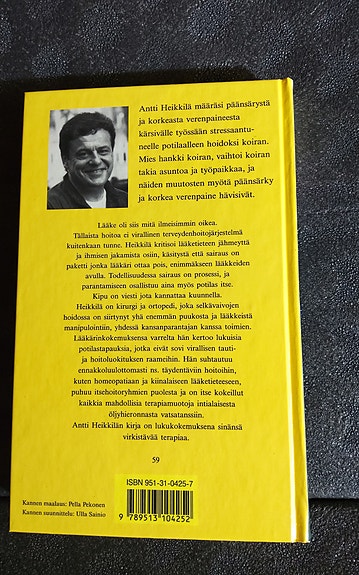 Antti Heikkilä määräsi päänsärystä
ja korkeasta verenpaineesta
kärsivälle työssään stressaantu-
neelle potilaalleen hoidoksi koiran.
Mies hankki koiran, vaihtoi koiran
takia asuntoa ja työpaikkaa, ja
näiden muutosten myötä päänsärky
ja korkea verenpaine hävisivät.
Lääke oli siis mitä ilmeisimmin oikea.
Tällaista hoitoa ei virallinen terveydenhoitojärjestelmä
kuitenkaan tunne. Heikkilä kritisoi lääketieteen jähmeyttä
ja ihmisen jakamista osiin, käsitystä että sairaus on
paketti jonka lääkäri ottaa pois, enimmäkseen lääkkeiden
avulla. Todellisuudessa sairaus on prosessi, ja
parantamiseen osallistuu aina myös potilas itse.
Kipu on viesti jota kannattaa kuunnella.
Heikkilä on kirurgi ja ortopedi, joka selkävaivojen
hoidossa on siirtynyt yhä enemmän puukosta ja lääkkeistä
manipulointiin, yhdessä kansanparantajan kanssa toimien.
Lääkärinkokemuksensa varrelta hän kertoo lukuisia
potilastapauksia, jotka eivät sovi virallisen tauti-
ja hoitoluokituksen raameihin. Hän suhtautuu
ennakkoluulottomasti ns. täydentäviin hoitoihin,
kuten homeopatiaan ja kiinalaiseen lääketieteeseen,
puhuu itsehoitoryhmien puolesta ja on itse kokeillut
kaikkia mahdollisia terapiamuotoja intialaisesta
öljyhieronnasta vatsatanssiin.
Antti Heikkilän kirja on lukukokemuksena sinänsä
virkistävää terapiaa.
59
ISBN 951-31-0425-7
Kannen maalaus: Pella Pekonen
Kannen suunnittelu: Ulla Sainio
9 789513 104252